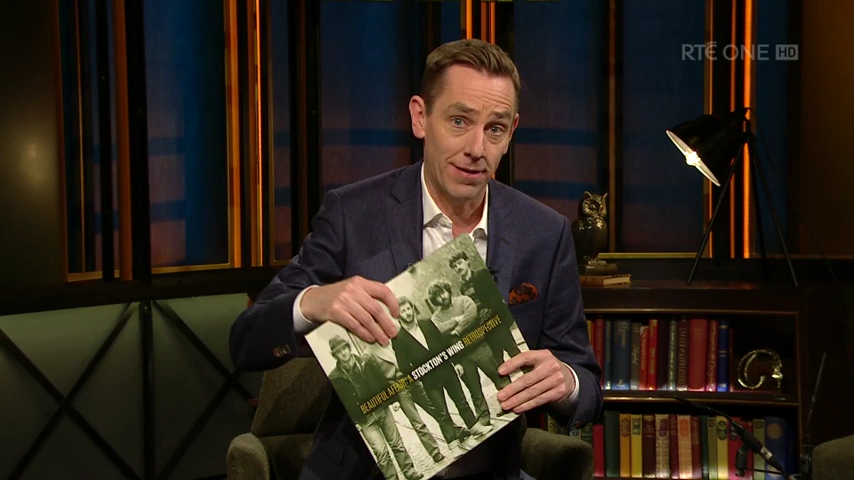 RTÉ ONE HD
BEAUTIFUL AFFAIR: A STOCKTON'S WING RETROSPECTIVE